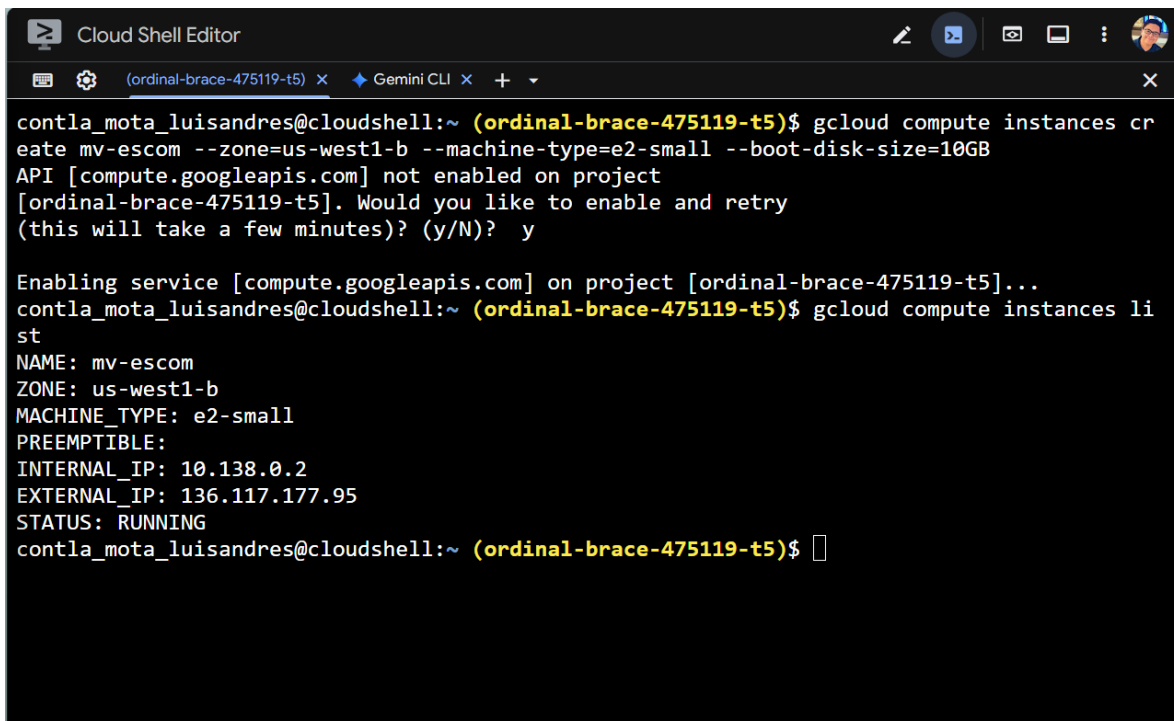 Cloud Shell Editor
(ordinal-brace-475119-t5) Gemini CLI
contla_mota_luisandres@cloudshell:~ (ordinal-brace-475119-t5)$ gcloud compute instances cr
eate mv-escom --zone=us-west1-b --machine-type=e2-small --boot-disk-size=10GB
API [compute.googleapis.com] not enabled on project
[ordinal-brace-475119-t5]. Would you like to enable and retry
(this will take a few minutes)? (y/N)?  y
Enabling service [compute.googleapis.com] on project [ordinal-brace-475119-t5]...
contla_mota_luisandres@cloudshell:~ (ordinal-brace-475119-t5)$ gcloud compute instances li
st
NAME: mv-escom
ZONE: us-west1-b
MACHINE_TYPE: e2-small
PREEMPTIBLE:
INTERNAL_IP: 10.138.0.2
EXTERNAL_IP: 136.117.177.95
STATUS: RUNNING
contla_mota_luisandres@cloudshell:~ (ordinal-brace-475119-t5)$